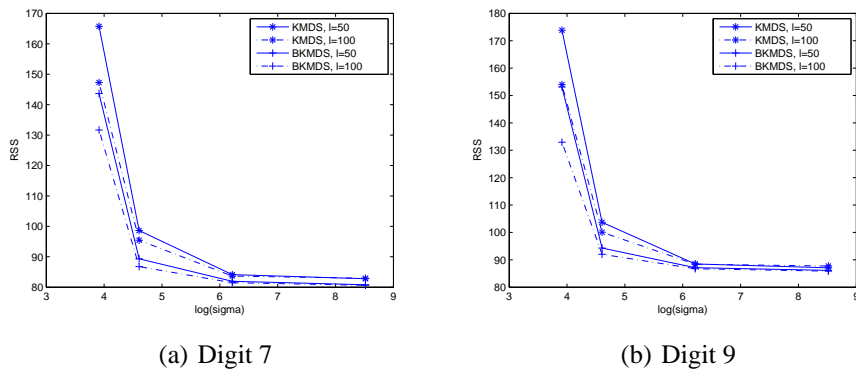 170
160
150
140
130
120
110
100
90
80
RSS
3
4
5
6
7
8
9
log(sigma)
KMDS, l=50
KMDS, l=100
BKMDS, l=50
BKMDS, l=100
(a) Digit 7
180
170
160
150
140
130
120
110
100
90
80
RSS
3
4
5
6
7
8
9
log(sigma)
KMDS, l=50
KMDS, l=100
BKMDS, l=50
BKMDS, l=100
(b) Digit 9